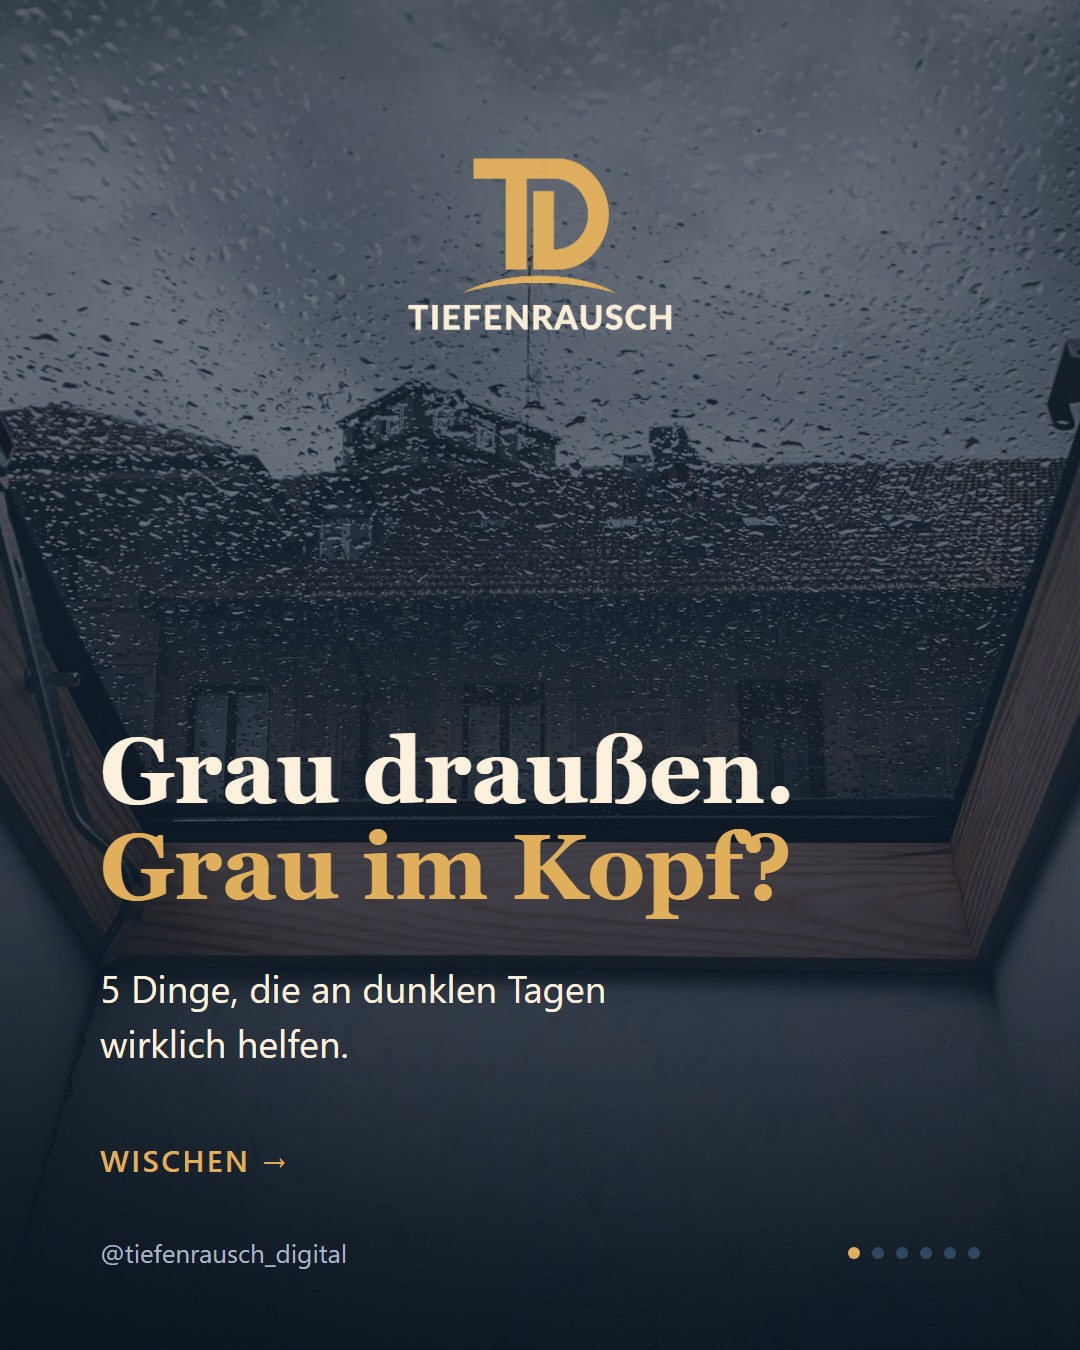 TD
TIEFENRAUSCH
Grau draußen.
Grau im Kopf?
5 Dinge, die an dunklen Tagen
wirklich helfen.
WISCHEN →
@tiefenrausch_digital